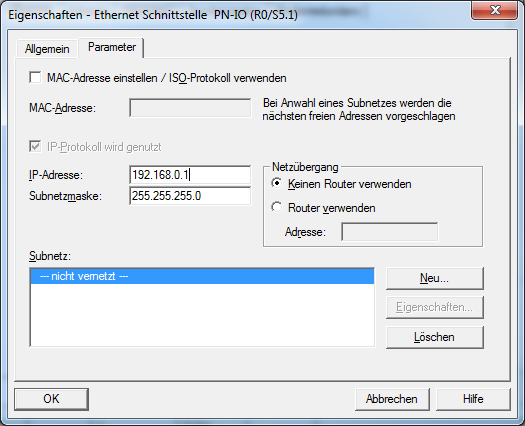 Eigenschaften - Ethernet Schnittstelle PN-IO (R0/S5.1)
Allgemein Parameter
MAC-Adresse einstellen / ISO-Protokoll verwenden
MAC-Adresse:
Bei Anwahl eines Subnetzes werden die
nächsten freien Adressen vorgeschlagen
IP-Protokoll wird genutzt
IP-Adresse: 192.168.0.1
Subnetzmaske: 255.255.255.0
Netzübergang
Keinen Router verwenden
Router verwenden
Adresse:
Subnetz:
--- nicht vernetzt ---
Neu...
Eigenschaften...
Löschen
OK Abbrechen Hilfe